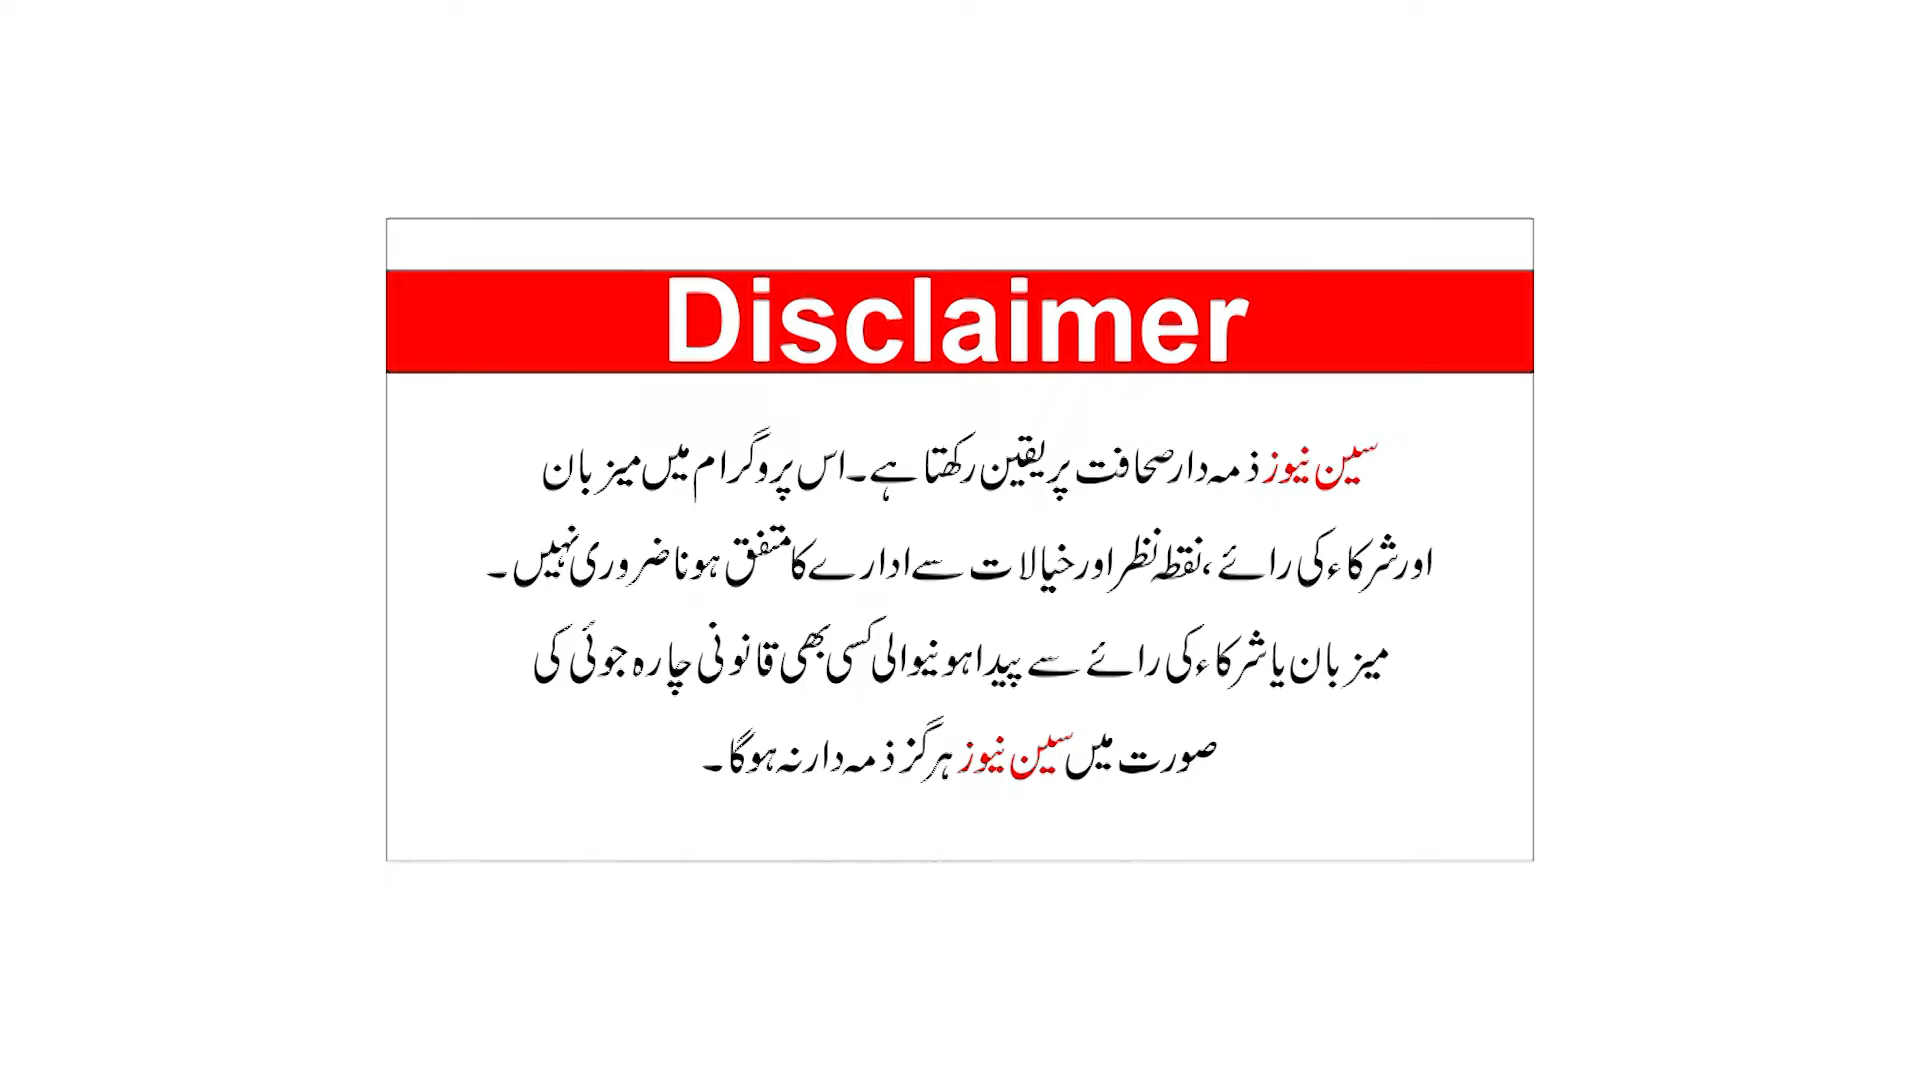 Disclaimer
سین نیوز ذمہ دار صحافت پر یقین رکھتا ہے۔ اس پروگرام میں میزبان
اور شرکاء کی رائے، نقطہ نظر اور خیالات سے ادارے کا متفق ہونا ضروری نہیں۔
میزبان یا شرکاء کی رائے سے پیدا ہونیوالی کسی بھی قانونی چارہ جوئی کی
صورت میں سین نیوز ہرگز ذمہ دار نہ ہوگا۔